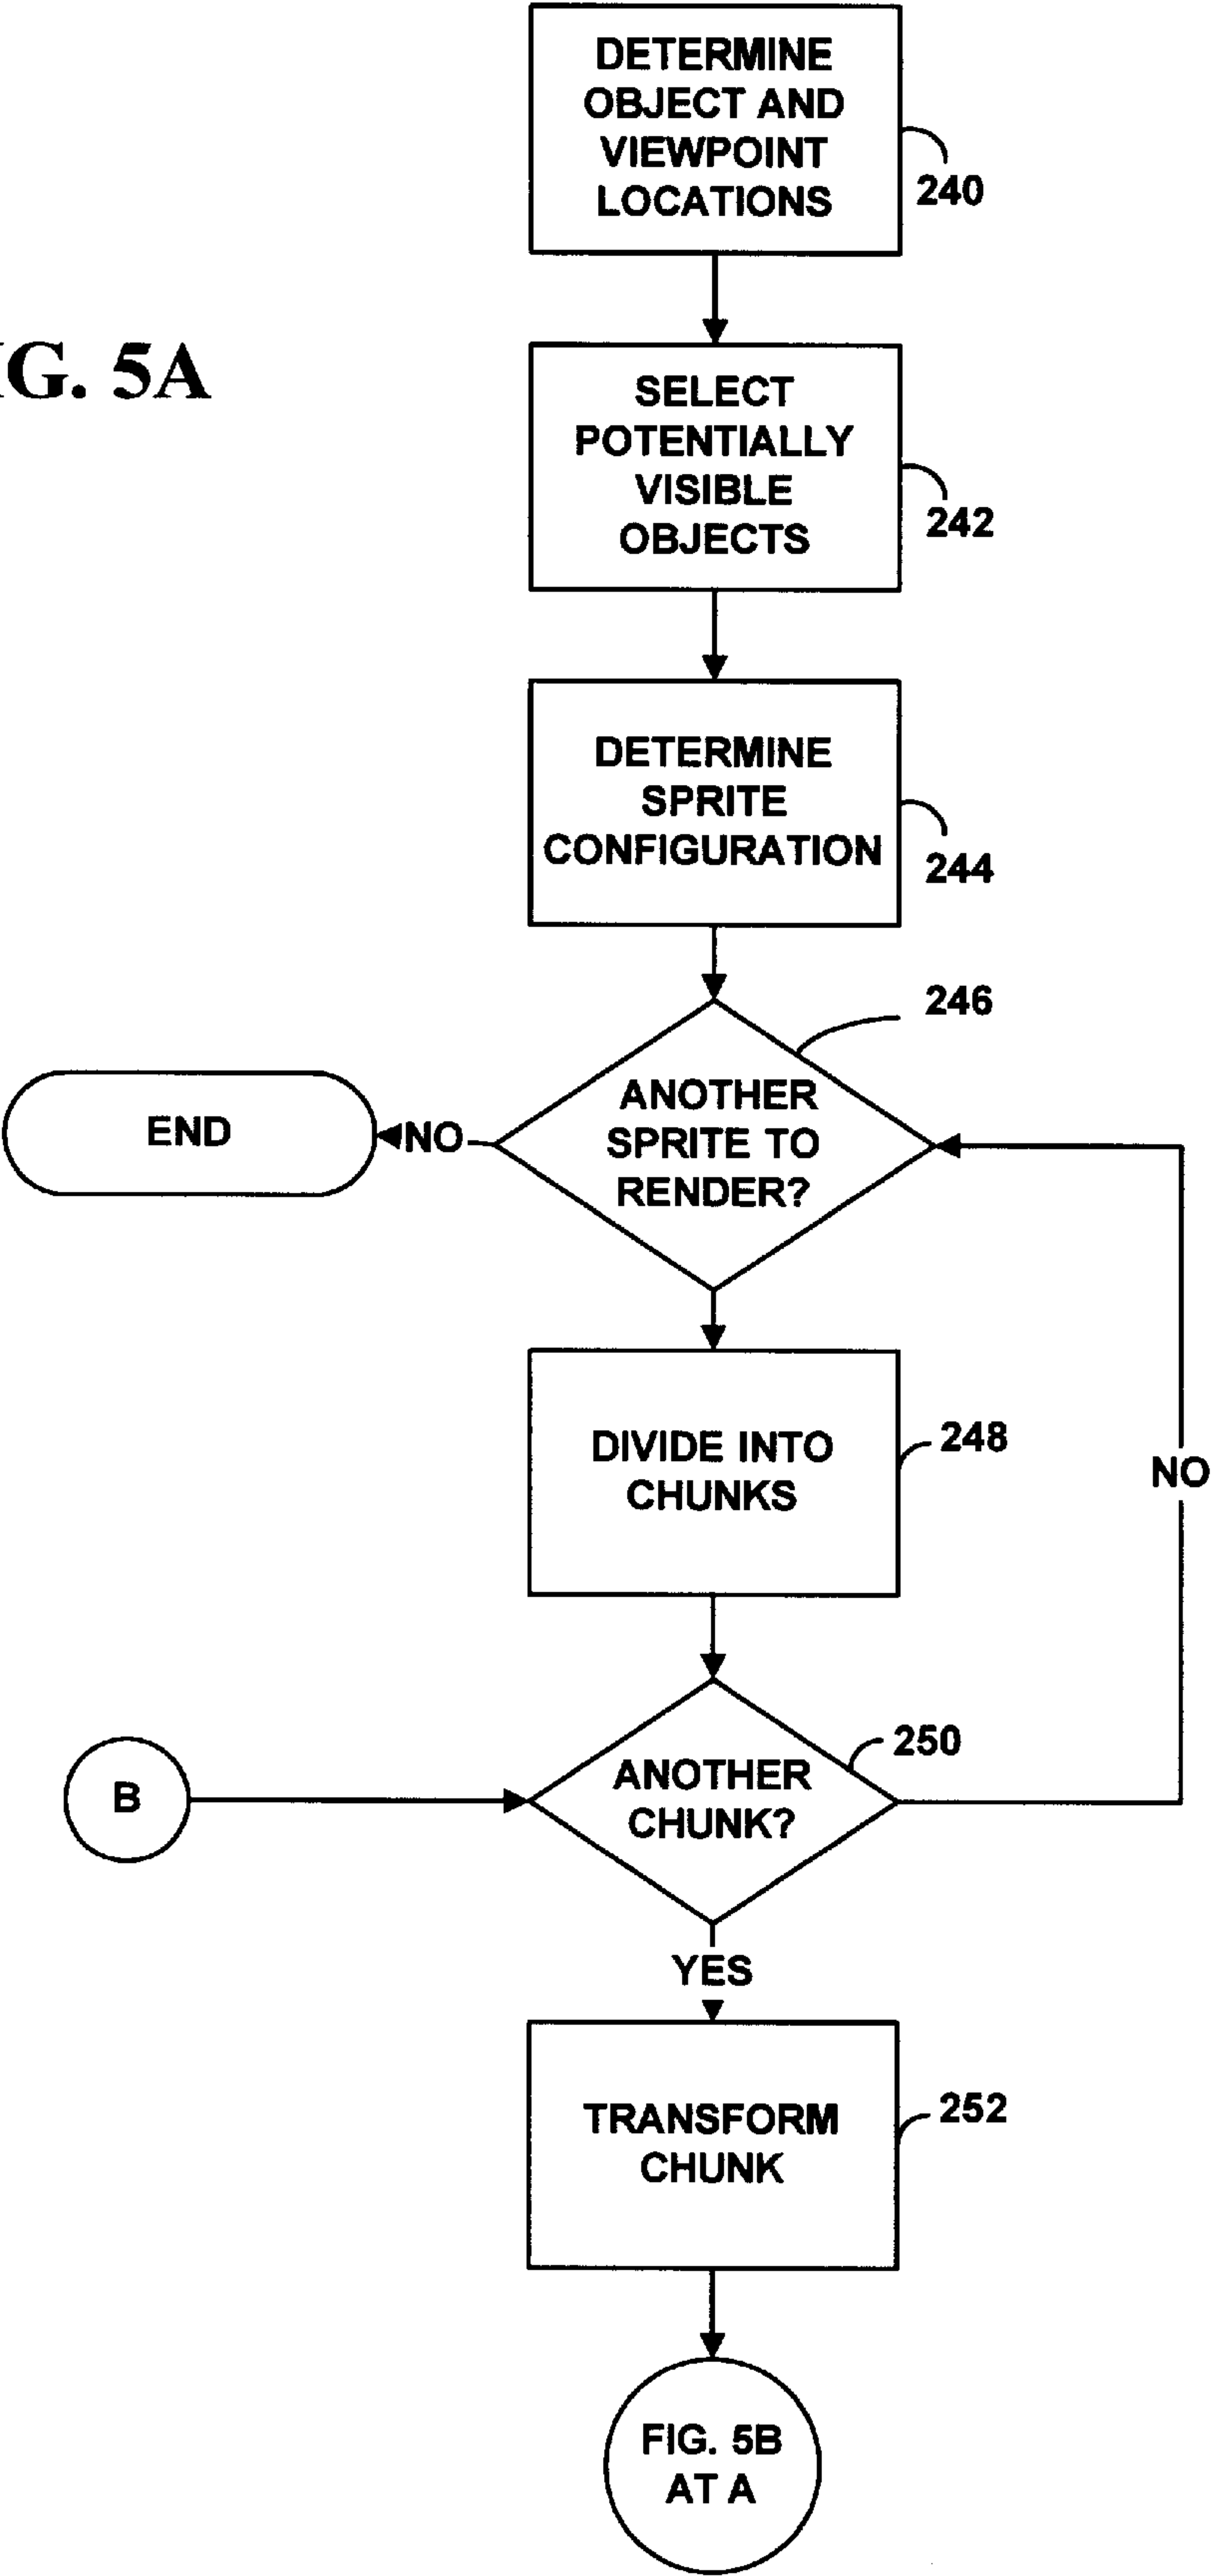 DETERMINE
OBJECT AND
VIEWPOINT
LOCATIONS
240
G. 5A
SELECT
POTENTIALLY
VISIBLE
OBJECTS
242
DETERMINE
SPRITE
CONFIGURATION
244
246
ANOTHER
SPRITE TO
RENDER?
NO
END
DIVIDE INTO
CHUNKS
248
NO
B
ANOTHER
CHUNK?
250
YES
TRANSFORM
CHUNK
252
FIG. 5B
AT A